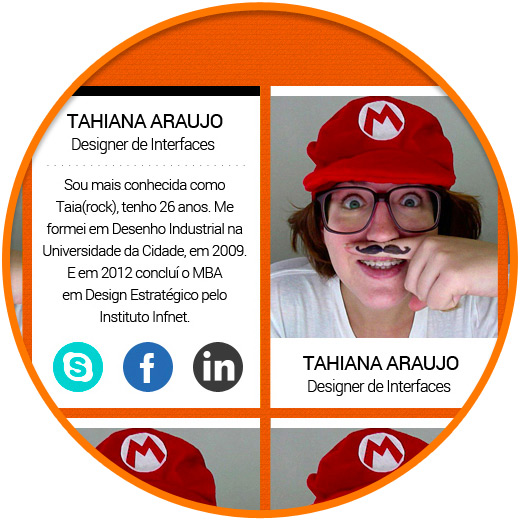 TAHIANA ARAUJO
Designer de Interfaces
Sou mais conhecida como
Taia(rock), tenho 26 anos. Me
formei em Desenho Industrial na
Universidade da Cidade, em 2009.
E em 2012 concluí o MBA
em Design Estratégico pelo
Instituto Infnet.
S f in
M
TAHIANA ARAUJO
Designer de Interfaces
M
M